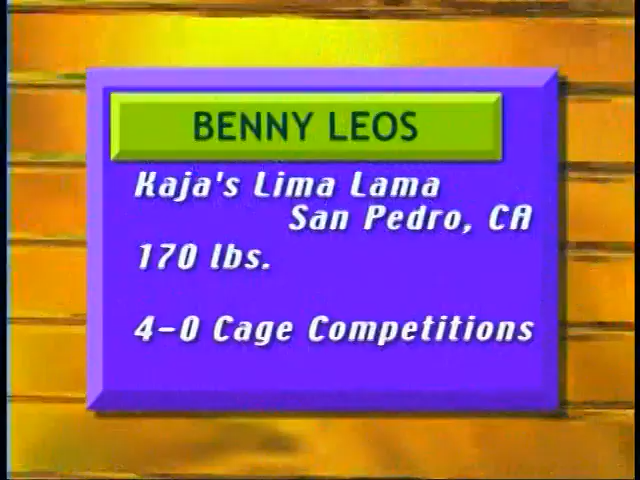 BENNY LEOS
Kaja's Lima Lama
San Pedro, CA
170 lbs.
4-0 Cage Competitions